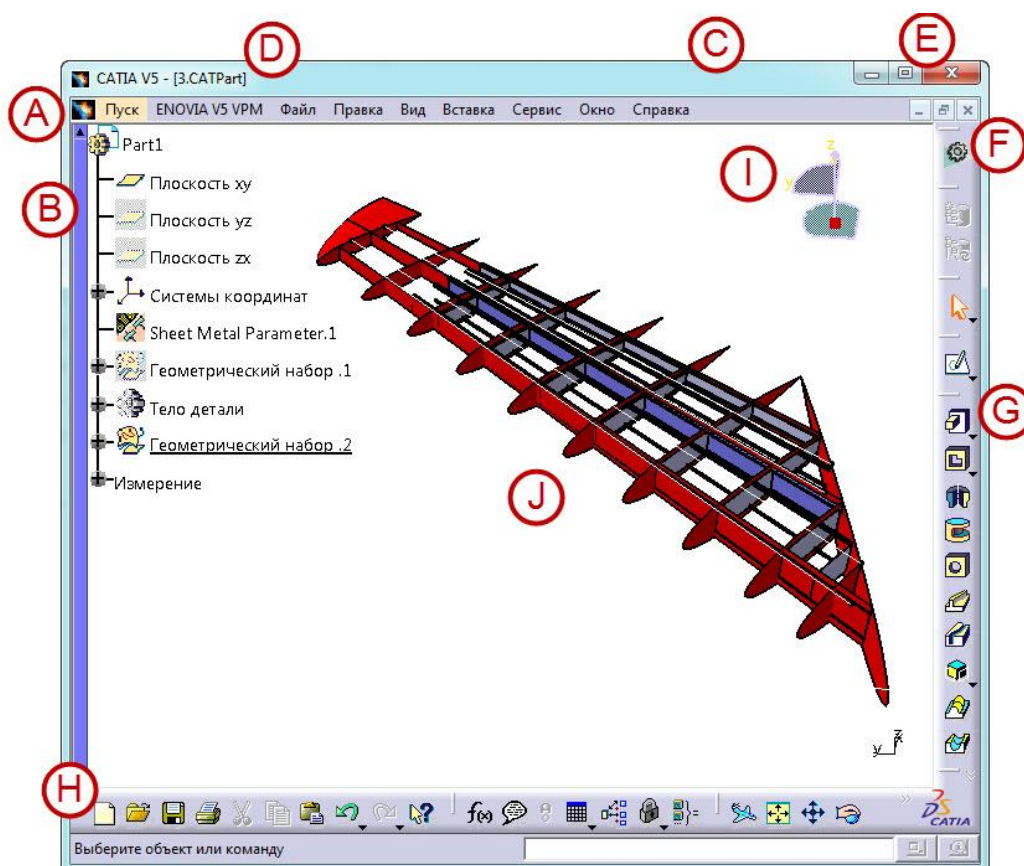 D
C
E
CATIA V5 - [3.CATPart]
A
Пуск ENOVIA V5 VPM Файл Правка Вид Вставка Сервис Окно Справка
F
Part1
I
z
y
B
Плоскость xy
Плоскость yz
Плоскость zx
Системы координат
Sheet Metal Parameter.1
Геометрический набор .1
Тело детали
G
Геометрический набор .2
Измерение
J
y z
H
f(x)
CATIA
Выберите объект или команду